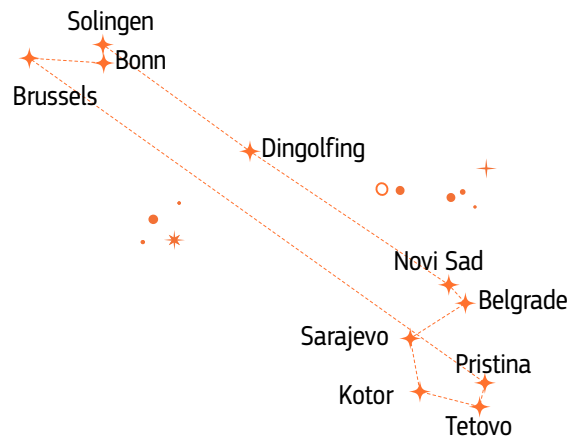 Solingen
Bonn
Brussels
Dingolfing
Novi Sad
Belgrade
Sarajevo
Pristina
Kotor
Tetovo